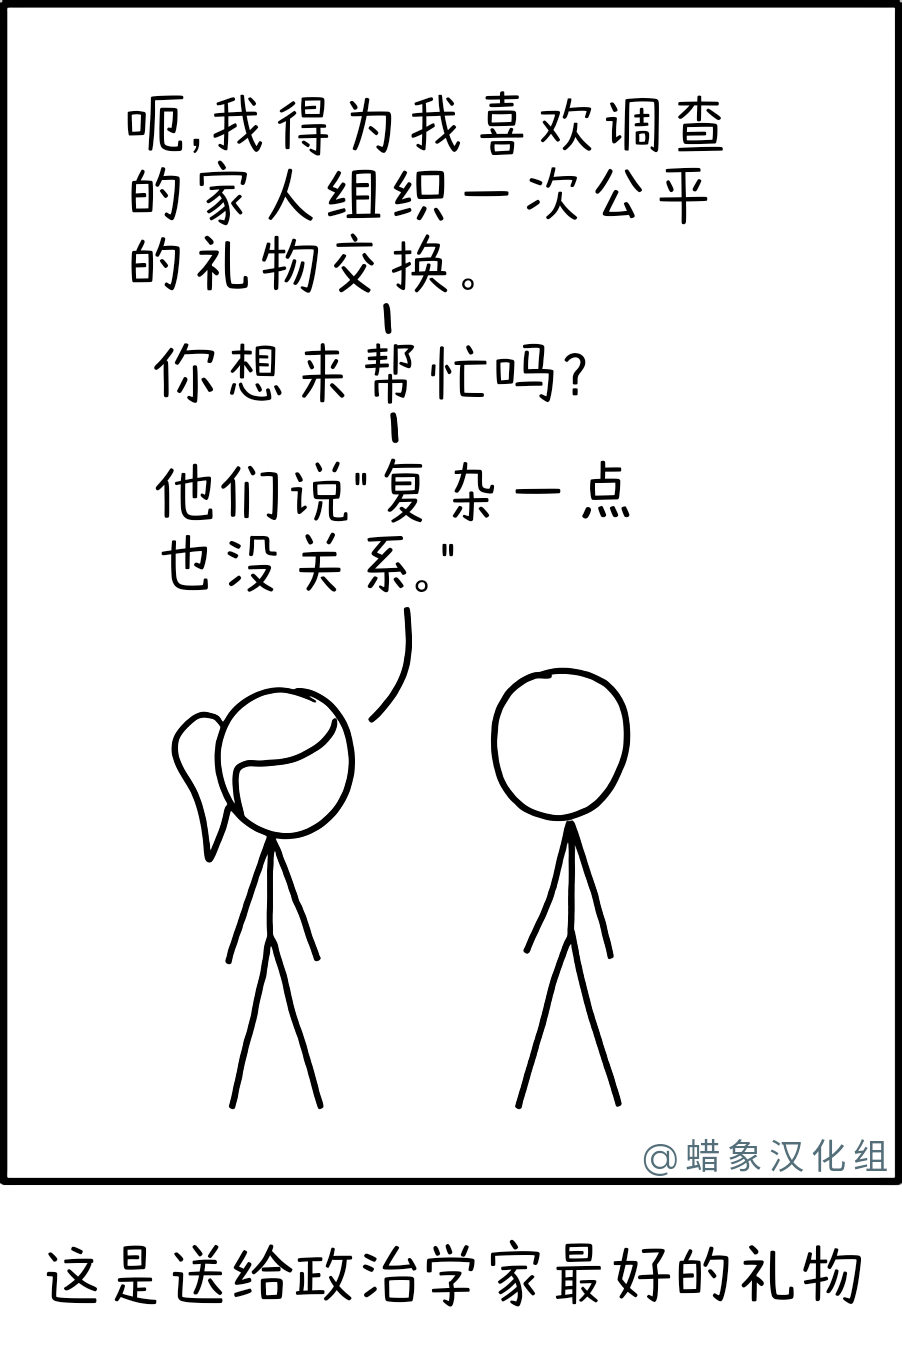 呃,我得为我喜欢调查
的家人组织一次公平
的礼物交换。
你想来帮忙吗?
他们说"复杂一点
也没关系。"
@蜡象汉化组
这是送给政治学家最好的礼物